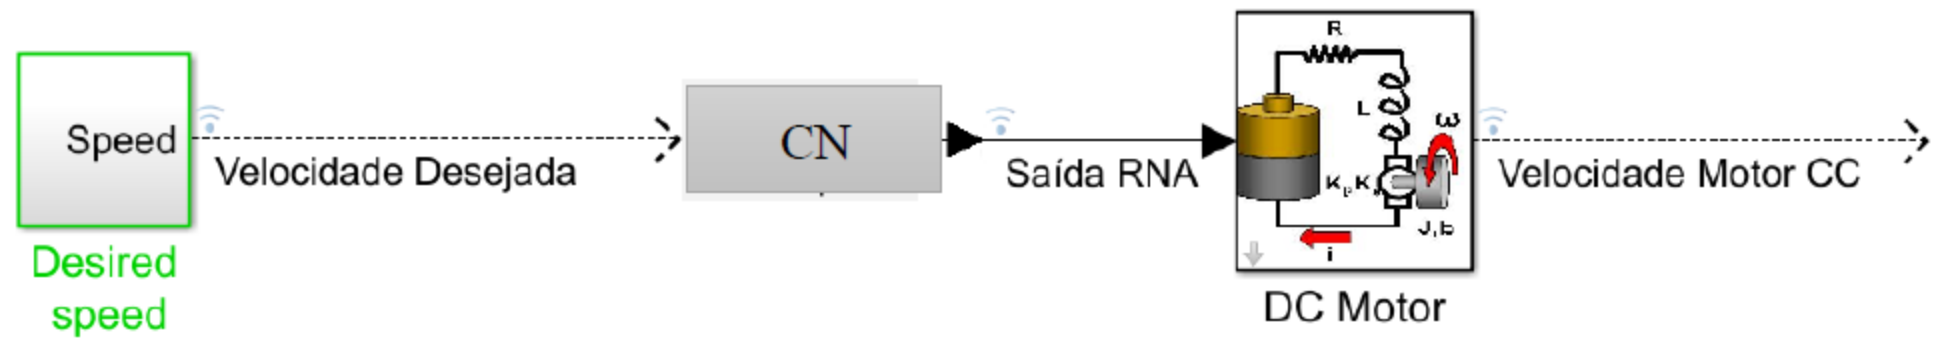 Speed
Velocidade Desejada
Desired
speed
CN
Saída RNA
R
L
ω
J,b
i
DC Motor
Velocidade Motor CC